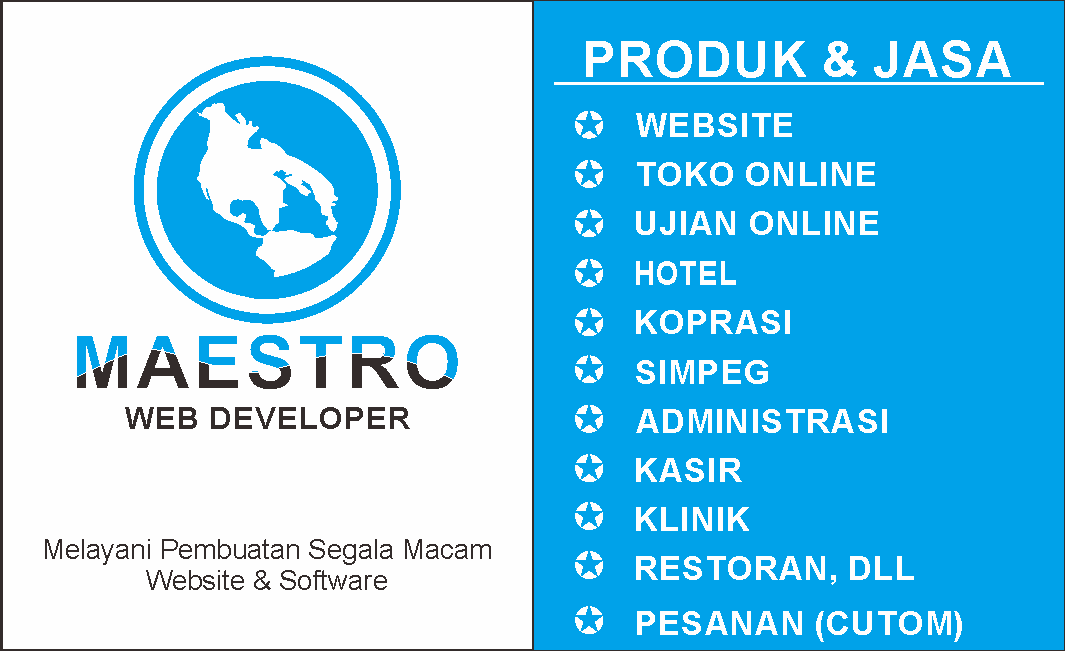 MAESTRO
WEB DEVELOPER
Melayani Pembuatan Segala Macam
Website & Software
PRODUK & JASA
WEBSITE
TOKO ONLINE
UJIAN ONLINE
HOTEL
KOPRASI
SIMPEG
ADMINISTRASI
KASIR
KLINIK
RESTORAN, DLL
PESANAN (CUTOM)